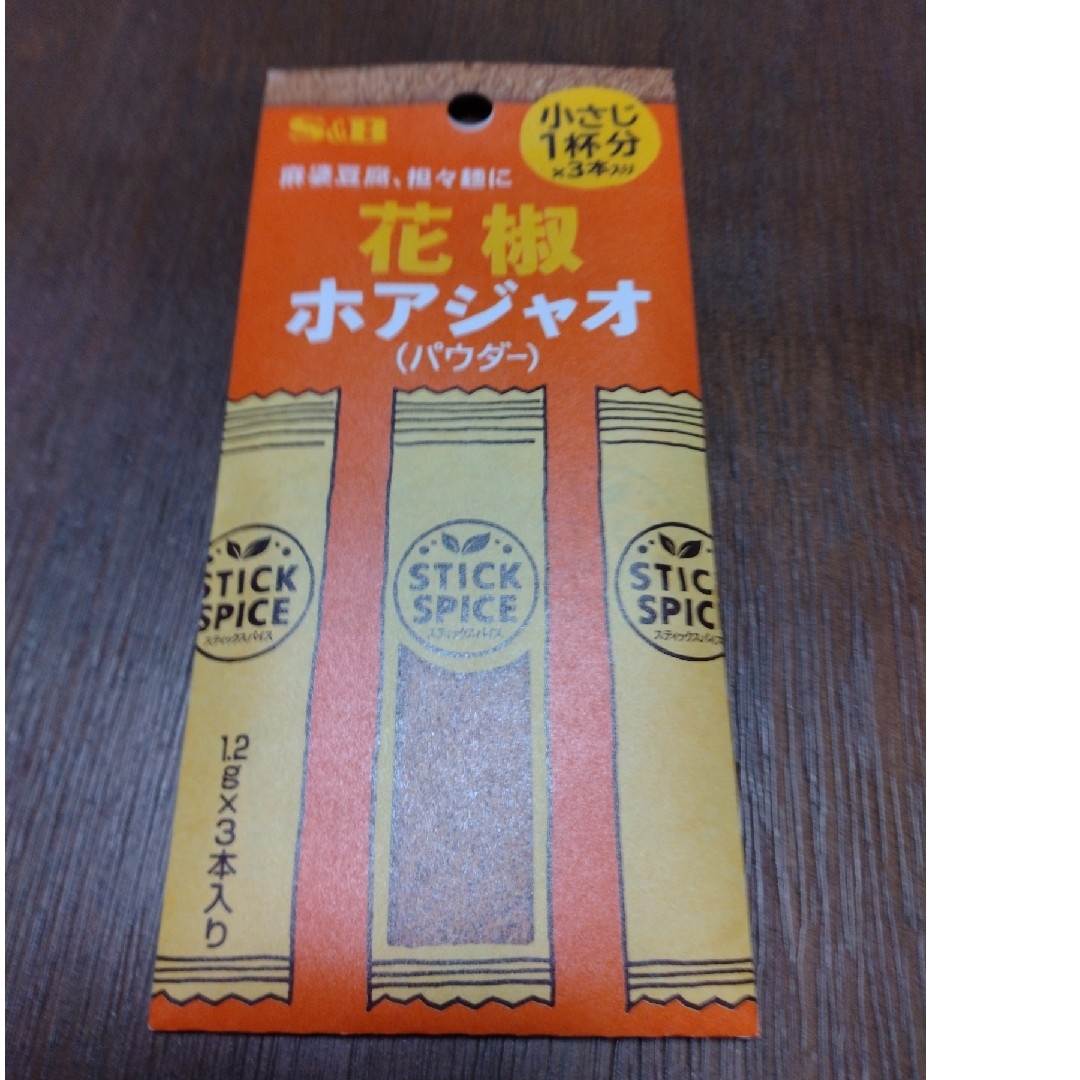 S&B
小さじ
1杯分
×3本入り
麻婆豆腐、担々麺に
花椒
ホアジャオ
(パウダー)
STICK
SPICE
スティックスパイス
STICK
SPICE
スティックスパイス
STIC
SPIC
スティックスパイ
1.2g×3本入り